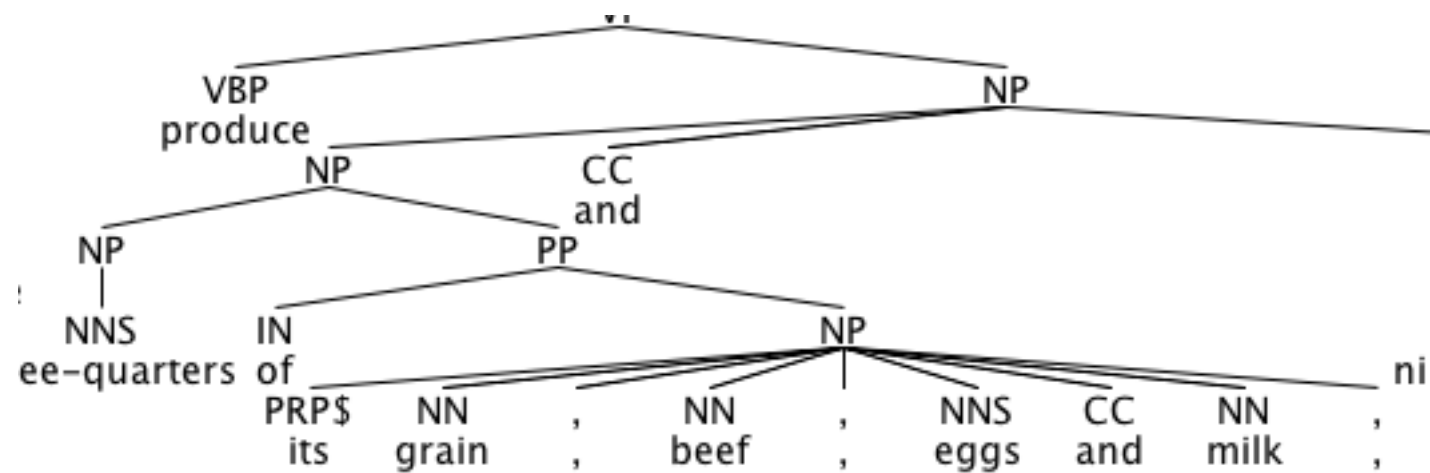 VBP NP
produce
NP CC
and
NP PP
NNS IN NP
ee-quarters of ni
PRP$ NN , NN , NNS CC NN ,
its grain , beef , eggs and milk ,